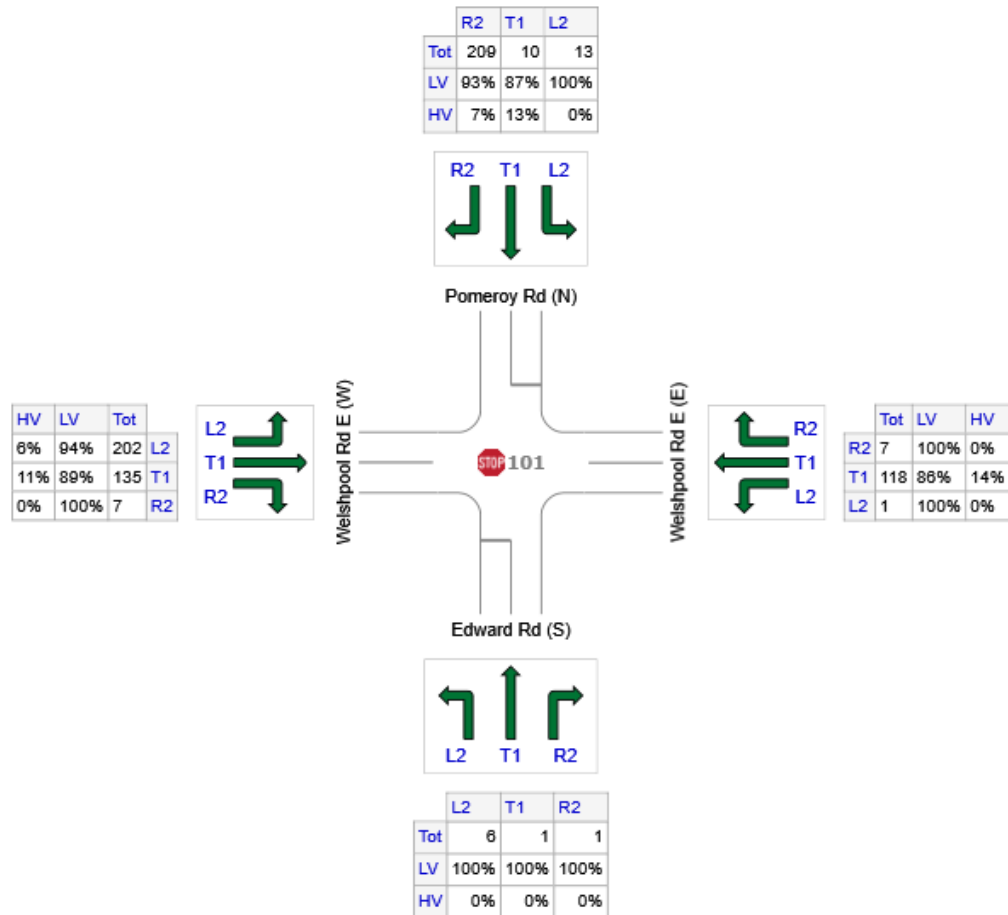 R2 T1 L2
Tot 209 10 13
LV 93% 87% 100%
HV 7% 13% 0%
R2 T1 L2
Pomeroy Rd (N)
HV LV Tot
6% 94% 202 L2
11% 89% 135 T1
0% 100% 7 R2
L2
T1
R2
Welshpool Rd E (W)
STOP 101
Welshpool Rd E (E)
R2
T1
L2
Tot LV HV
R2 7 100% 0%
T1 118 86% 14%
L2 1 100% 0%
Edward Rd (S)
L2 T1 R2
L2 T1 R2
Tot 6 1 1
LV 100% 100% 100%
HV 0% 0% 0%